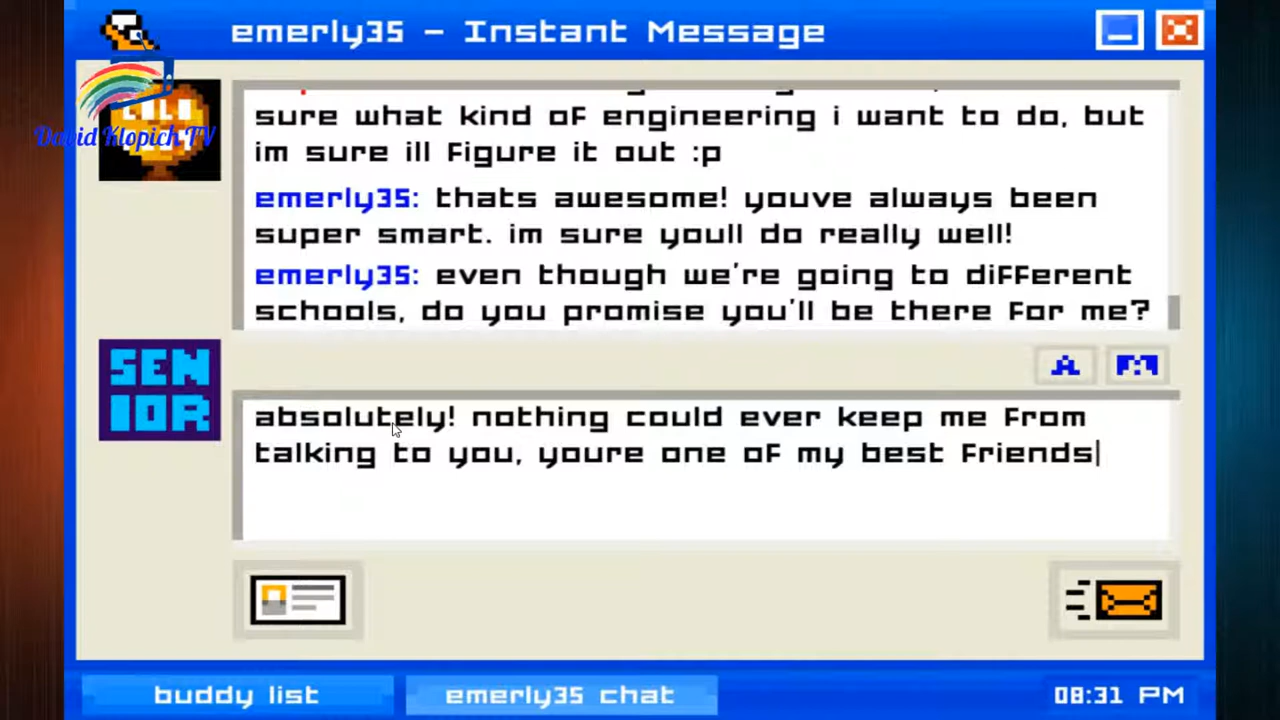 emerly35 - Instant Message
David Klopich TV
sure what kind of engineering i want to do, but
im sure ill figure it out :p
emerly35: thats awesome! youve always been
super smart. im sure youll do really well!
emerly35: even though we're going to different
schools, do you promise you'll be there for me?
A
SEN
IOR
absolutely! nothing could ever keep me from
talking to you, youre one of my best friends
buddy list
emerly35 chat
08:31 PM